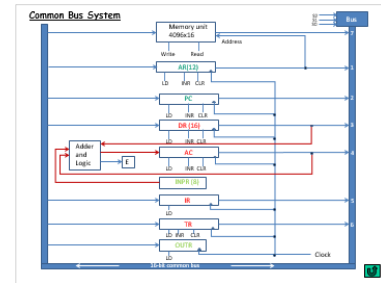 Common Bus System
Bus
Memory unit
4096x16
7
Address
Write Read
AR(12)
1
LD INR CLR
PC
2
LD INR CLR
DR (16)
3
LD INR CLR
Adder
and
Logic
E
AC
4
LD INR CLR
INPR (8)
IR
5
LD
TR
6
LD INR CLR
OUTR
LD
Clock
16-bit common bus